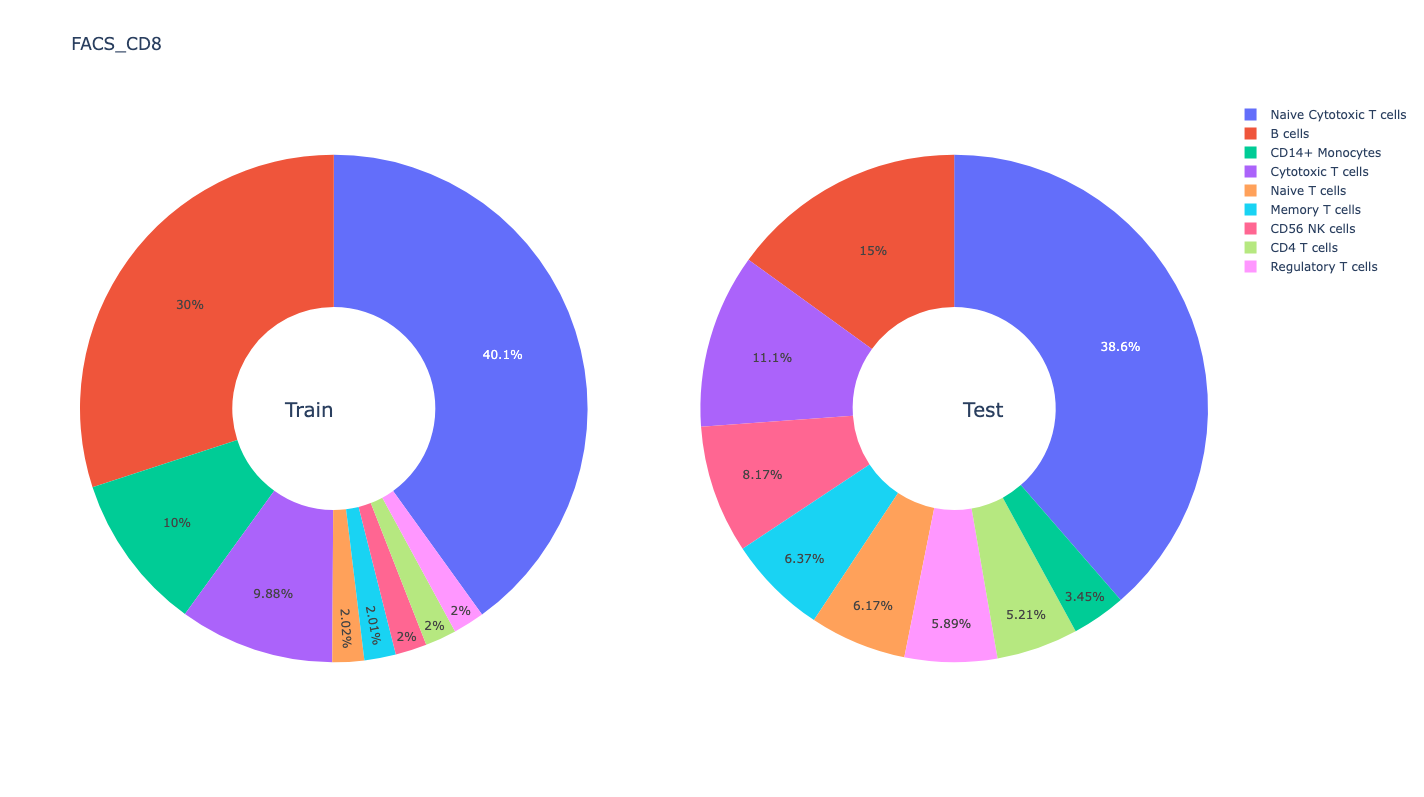 FACS_CD8
Naive Cytotoxic T cells
B cells
CD14+ Monocytes
Cytotoxic T cells
Naive T cells
Memory T cells
CD56 NK cells
CD4 T cells
Regulatory T cells
Train
40.1%
30%
10%
9.88%
2.02%
2.01%
2%
2%
2%
Test
38.6%
15%
11.1%
8.17%
6.37%
6.17%
5.89%
5.21%
3.45%